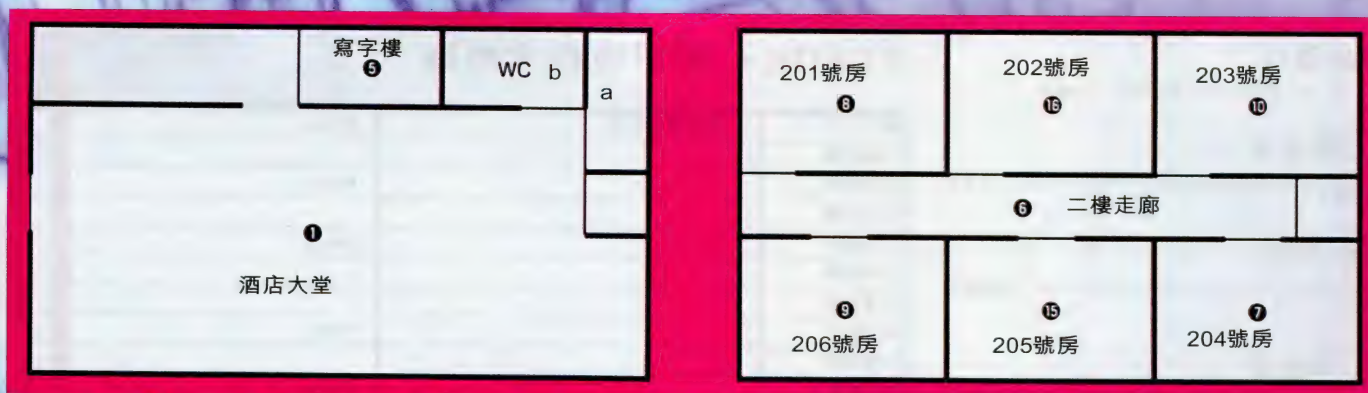 寫字樓
❺
WC b
a
❶
酒店大堂
201號房
❽
202號房
⓰
203號房
❿
❻ 二樓走廊
❾
206號房
⓯
205號房
❼
204號房